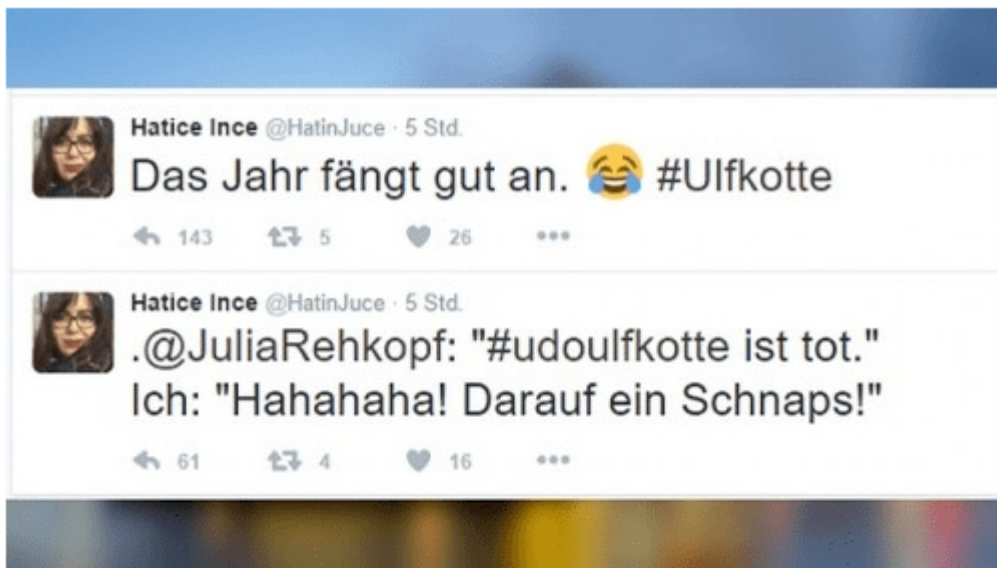 Hatice Ince @HatinJuce · 5 Std.
Das Jahr fängt gut an. 😂 #Ulfkotte
143 5 26
Hatice Ince @HatinJuce · 5 Std.
.@JuliaRehkopf: "#udoulfkotte ist tot."
Ich: "Hahahaha! Darauf ein Schnaps!"
61 4 16